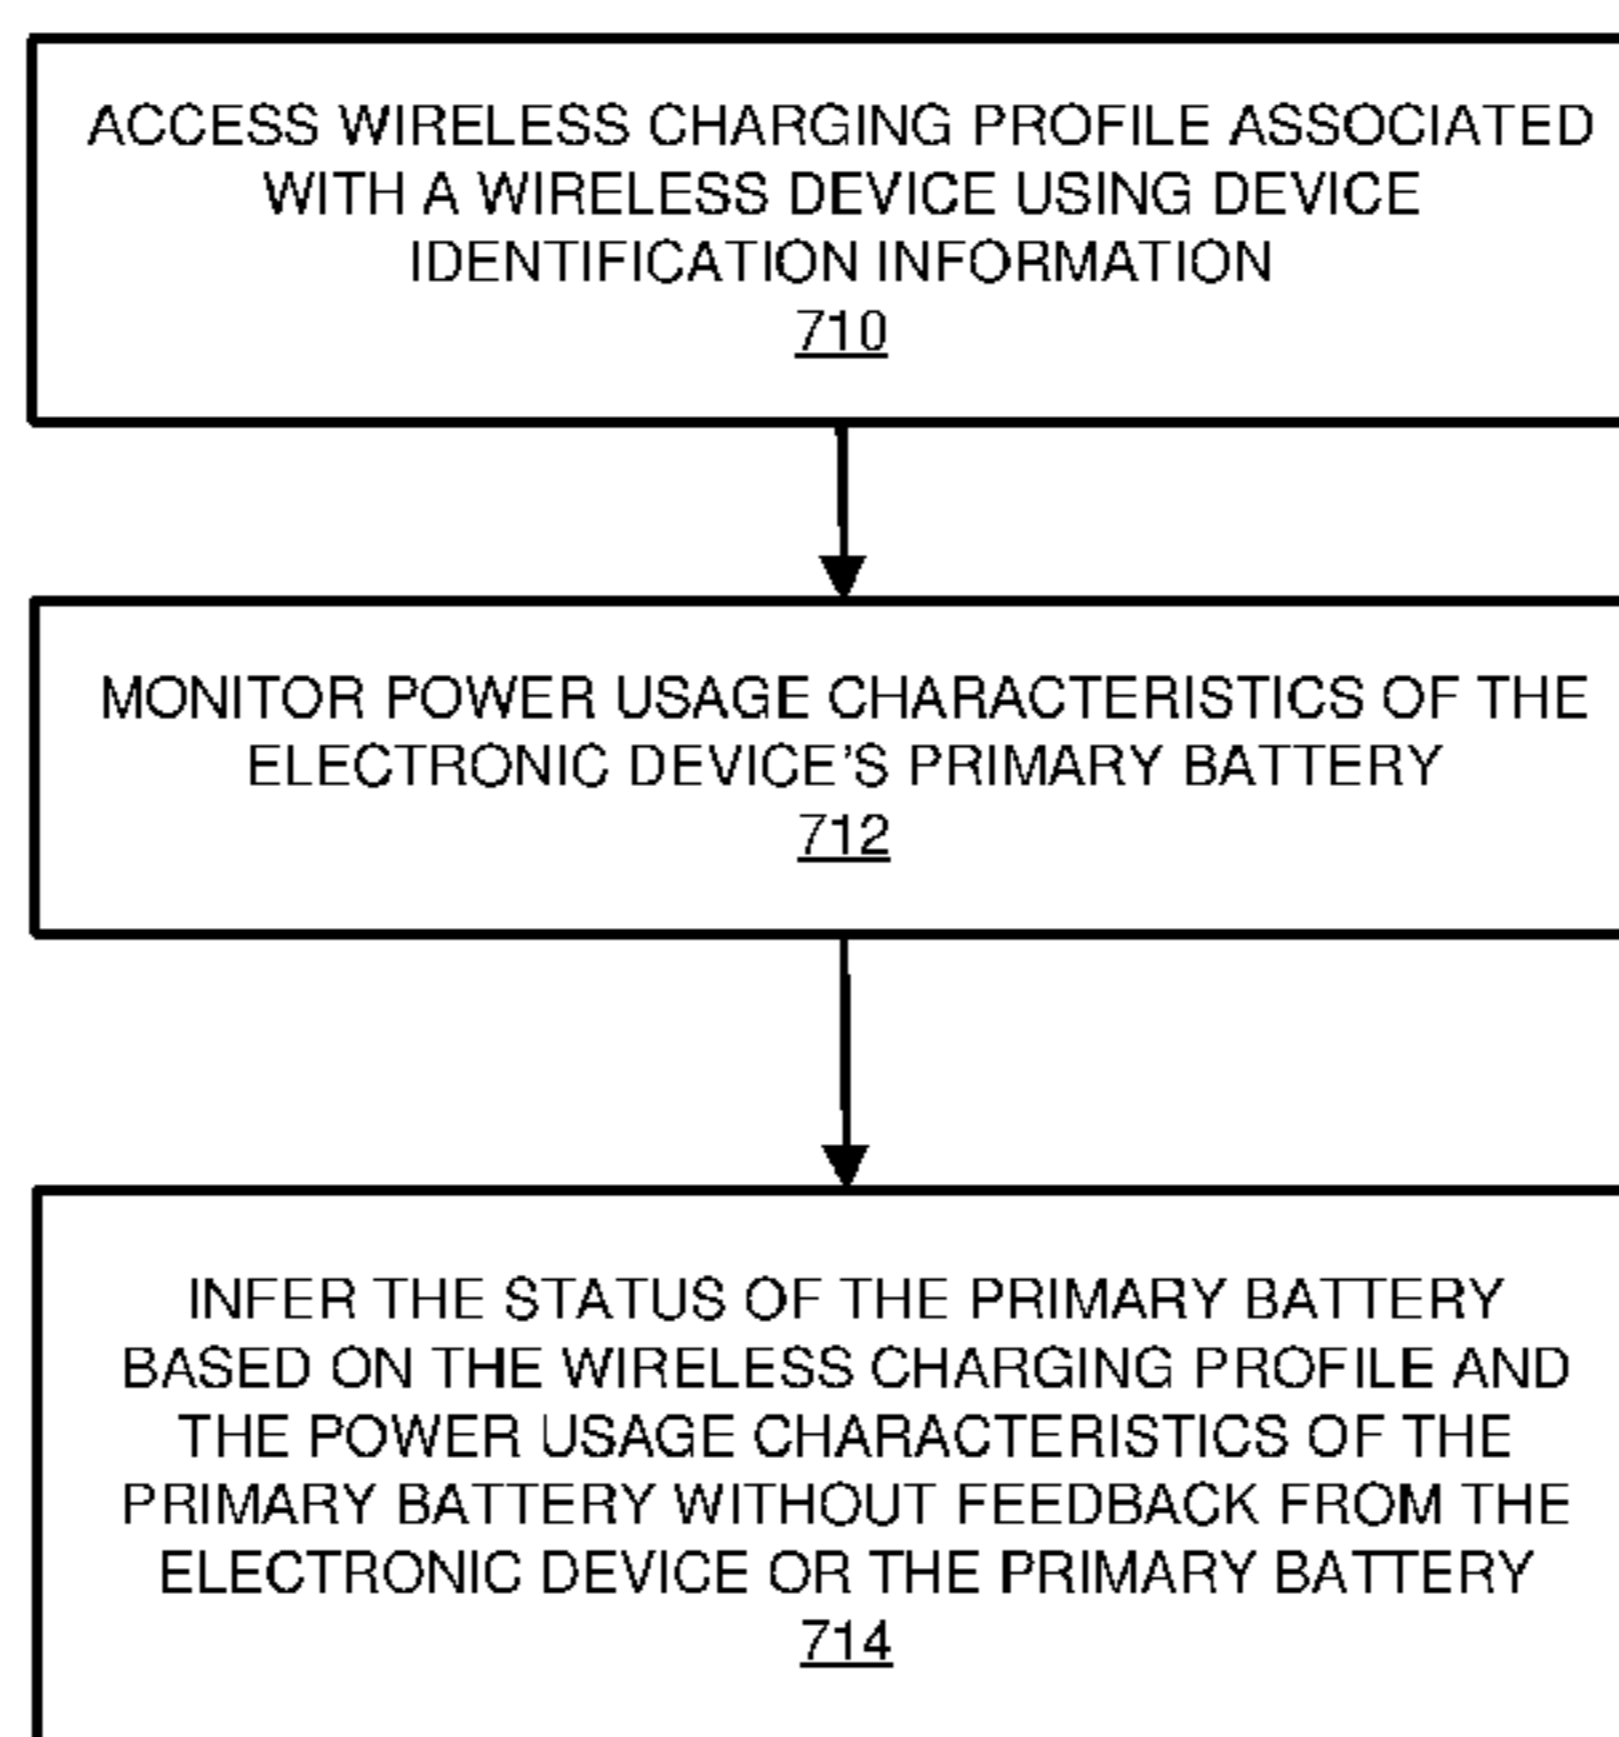 ACCESS WIRELESS CHARGING PROFILE ASSOCIATED
WITH A WIRELESS DEVICE USING DEVICE
IDENTIFICATION INFORMATION
710
MONITOR POWER USAGE CHARACTERISTICS OF THE
ELECTRONIC DEVICE’S PRIMARY BATTERY
712
INFER THE STATUS OF THE PRIMARY BATTERY
BASED ON THE WIRELESS CHARGING PROFILE AND
THE POWER USAGE CHARACTERISTICS OF THE
PRIMARY BATTERY WITHOUT FEEDBACK FROM THE
ELECTRONIC DEVICE OR THE PRIMARY BATTERY
714